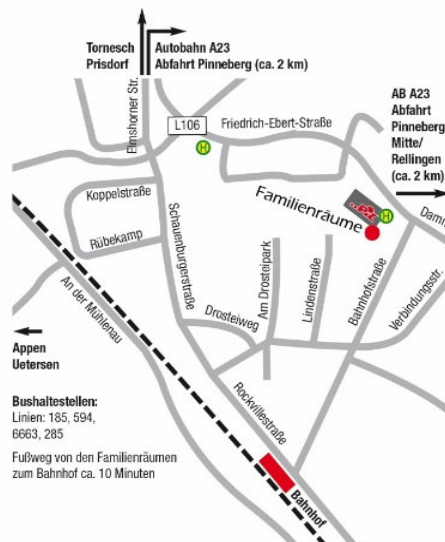 Tornesch
Prisdorf
Autobahn A23
Abfahrt Pinneberg (ca. 2 km)
Elmshorner Str.
L106
Friedrich-Ebert-Straße
AB A23
Abfahrt
Pinneberg
Mitte/
Rellingen
(ca. 2 km)
H
Koppelstraße
Familienräume
H
Damm
Rübekamp
Schauenburgerstraße
An der Mühlenau
Drosteiweg
Am Drosteipark
Lindenstraße
Bahnhofstraße
Verbindungsstr.
Appen
Uetersen
Bushaltestellen:
Linien: 185, 594,
6663, 285
Fußweg von den Familienräumen
zum Bahnhof ca. 10 Minuten
Rockvillestraße
Bahnhof